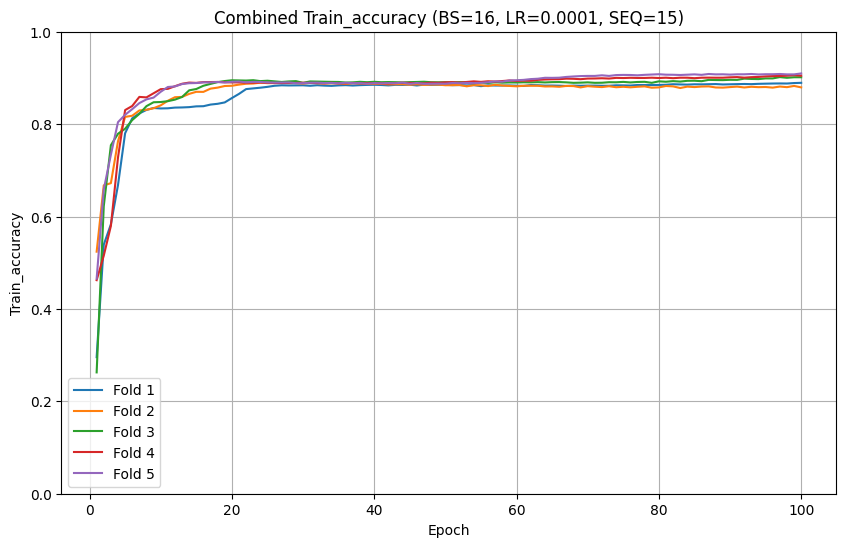 Combined Train_accuracy (BS=16, LR=0.0001, SEQ=15)
Train_accuracy
1.0
0.8
0.6
0.4
0.2
0.0
Fold 1
Fold 2
Fold 3
Fold 4
Fold 5
0 20 40 60 80 100
Epoch